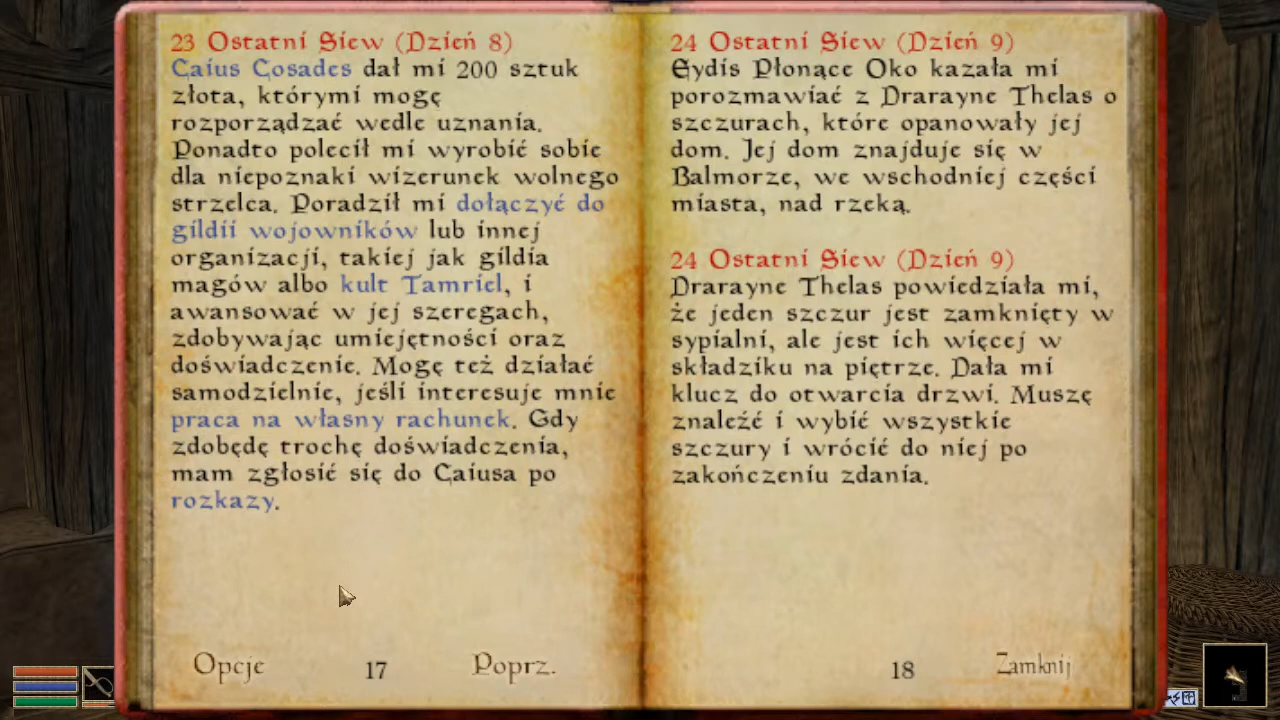 23 Ostatni Siew (Dzień 8)
Caius Cosades dał mi 200 sztuk
złota, którymi mogę
rozporządzać wedle uznania.
Ponadto polecił mi wyrobić sobie
dla niepoznaki wizerunek wolnego
strzelca. Poradził mi dołączyć do
gildii wojowników lub innej
organizacji, takiej jak gildia
magów albo kult Tamriel, i
awansować w jej szeregach,
zdobywając umiejętności oraz
doświadczenie. Mogę też działać
samodzielnie, jeśli interesuje mnie
praca na własny rachunek. Gdy
zdobędę trochę doświadczenia,
mam zgłosić się do Caiusa po
rozkazy.
Opcje
17
Poprz.
24 Ostatni Siew (Dzień 9)
Eydis Płonące Oko kazała mi
porozmawiać z Drarayne Thelas o
szczurach, które opanowały jej
dom. Jej dom znajduje się w
Balmorze, we wschodniej części
miasta, nad rzeką.
24 Ostatni Siew (Dzień 9)
Drarayne Thelas powiedziała mi,
że jeden szczur jest zamknięty w
sypialni, ale jest ich więcej w
składziku na piętrze. Dała mi
klucz do otwarcia drzwi. Muszę
znaleźć i wybić wszystkie
szczury i wrócić do niej po
zakończeniu zdania.
18
Zamknij